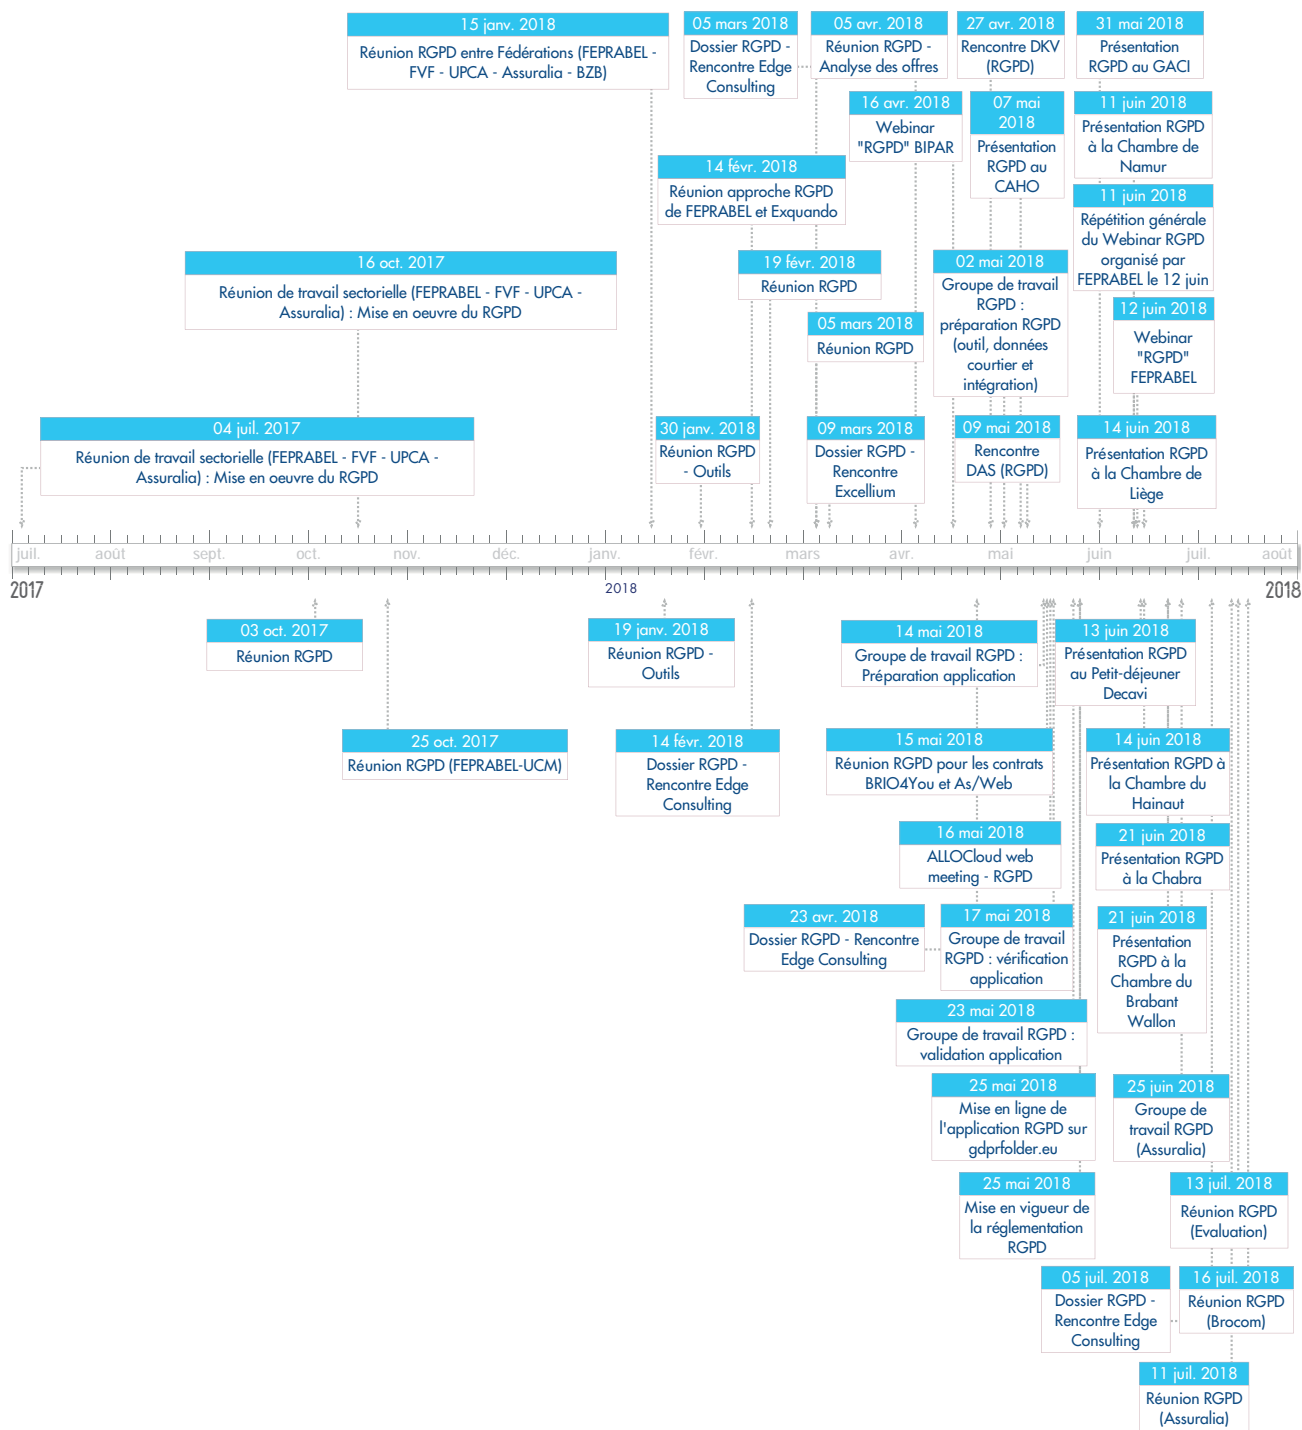 15 janv. 2018
Réunion RGPD entre Fédérations (FEPRABEL -
FVF - UPCA - Assuralia - BZB)
05 mars 2018
Dossier RGPD -
Rencontre Edge
Consulting
05 avr. 2018
Réunion RGPD -
Analyse des offres
27 avr. 2018
Rencontre DKV
(RGPD)
31 mai 2018
Présentation
RGPD au GACI
16 avr. 2018
Webinar
"RGPD" BIPAR
07 mai
2018
Présentation
RGPD au
CAHO
11 juin 2018
Présentation RGPD
à la Chambre de
Namur
14 févr. 2018
Réunion approche RGPD
de FEPRABEL et Exquando
11 juin 2018
Répétition générale
du Webinar RGPD
organisé par
FEPRABEL le 12 juin
16 oct. 2017
Réunion de travail sectorielle (FEPRABEL - FVF - UPCA -
Assuralia) : Mise en oeuvre du RGPD
19 févr. 2018
Réunion RGPD
02 mai 2018
Groupe de travail
RGPD :
préparation RGPD
(outil, données
courtier et
intégration)
05 mars 2018
Réunion RGPD
12 juin 2018
Webinar
"RGPD"
FEPRABEL
04 juil. 2017
Réunion de travail sectorielle (FEPRABEL - FVF - UPCA -
Assuralia) : Mise en oeuvre du RGPD
30 janv. 2018
Réunion RGPD
- Outils
09 mars 2018
Dossier RGPD -
Rencontre
Excellium
09 mai 2018
Rencontre
DAS (RGPD)
14 juin 2018
Présentation RGPD
à la Chambre de
Liège
juil. août sept. oct. nov. déc. janv. févr. mars avr. mai juin juil. août
2017 2018 2018
03 oct. 2017
Réunion RGPD
19 janv. 2018
Réunion RGPD -
Outils
14 mai 2018
Groupe de travail RGPD :
Préparation application
13 juin 2018
Présentation RGPD
au Petit-déjeuner
Decavi
25 oct. 2017
Réunion RGPD (FEPRABEL-UCM)
14 févr. 2018
Dossier RGPD -
Rencontre Edge
Consulting
15 mai 2018
Réunion RGPD pour les contrats
BRIO4You et As/Web
14 juin 2018
Présentation RGPD à
la Chambre du
Hainaut
16 mai 2018
ALLOCloud web
meeting - RGPD
21 juin 2018
Présentation RGPD
à la Chabra
23 avr. 2018
Dossier RGPD - Rencontre
Edge Consulting
17 mai 2018
Groupe de travail
RGPD : vérification
application
21 juin 2018
Présentation
RGPD à la
Chambre du
Brabant
Wallon
23 mai 2018
Groupe de travail RGPD :
validation application
25 mai 2018
Mise en ligne de
l'application RGPD sur
gdprfolder.eu
25 juin 2018
Groupe de
travail RGPD
(Assuralia)
25 mai 2018
Mise en vigueur de
la réglementation
RGPD
13 juil. 2018
Réunion RGPD
(Evaluation)
05 juil. 2018
Dossier RGPD -
Rencontre Edge
Consulting
16 juil. 2018
Réunion RGPD
(Brocom)
11 juil. 2018
Réunion RGPD
(Assuralia)